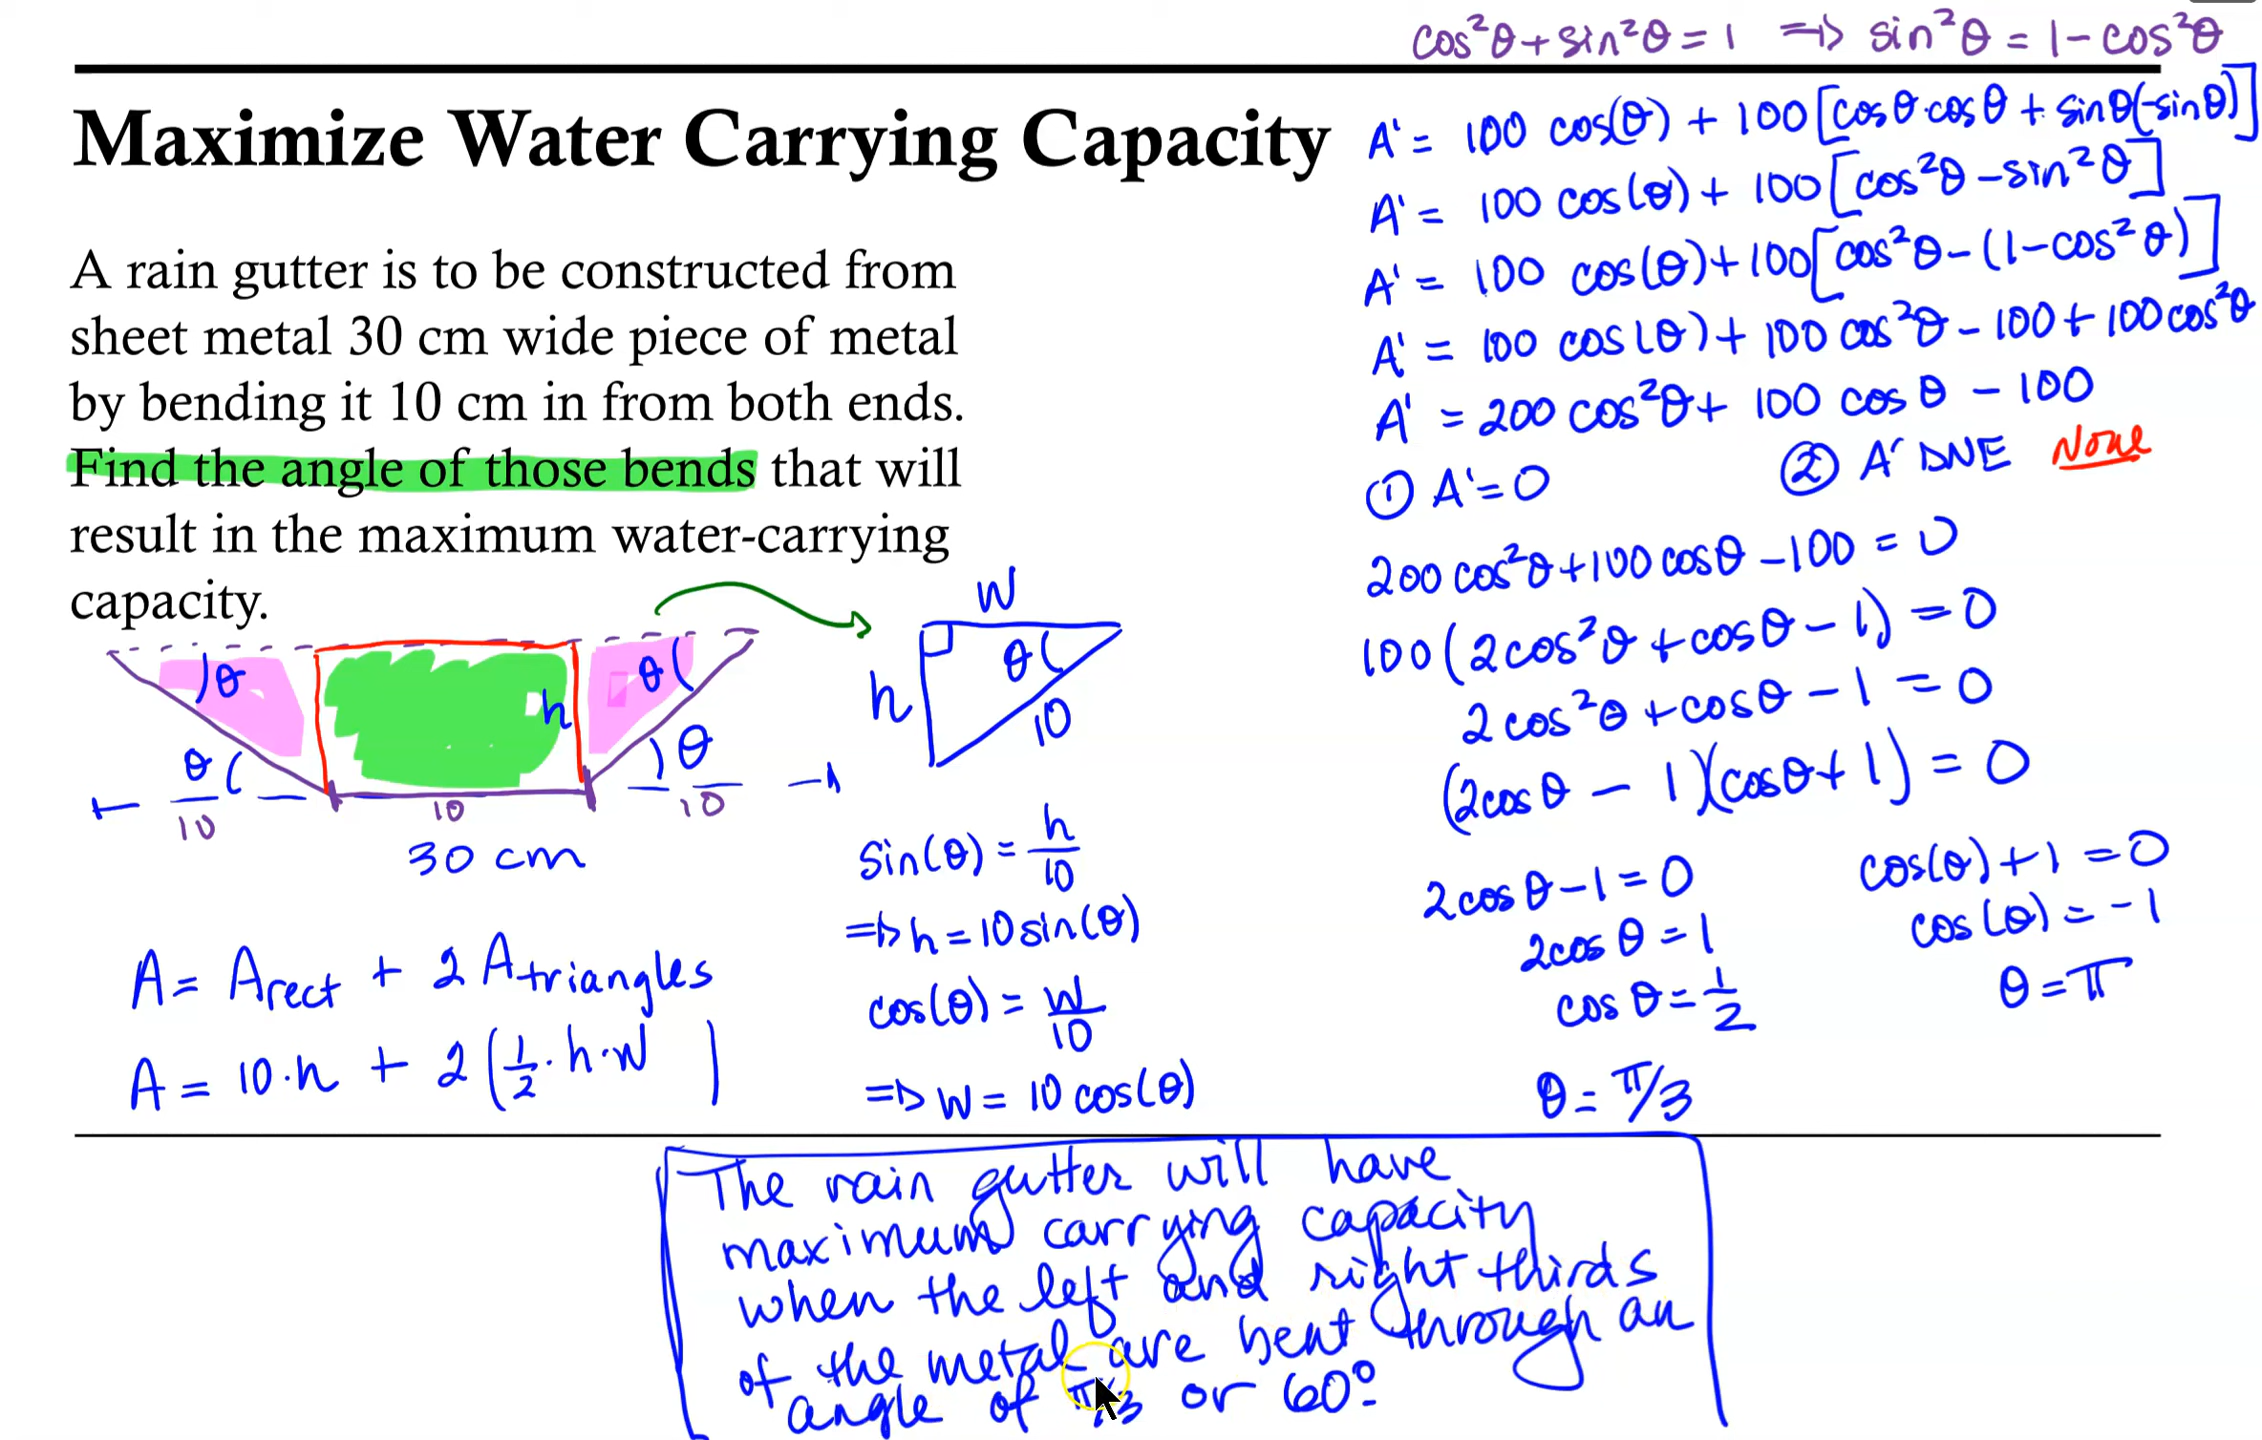 cos²θ+sin²θ=1 ⇒ sin²θ = 1-cos²θ
Maximize Water Carrying Capacity
A rain gutter is to be constructed from
sheet metal 30 cm wide piece of metal
by bending it 10 cm in from both ends.
Find the angle of those bends that will
result in the maximum water-carrying
capacity.
θ
h
θ
θ
θ
10
10
10
30 cm
w
θ
h
10
A = Arect + 2 Atriangles
A = 10·h + 2(1/2·h·w)
sin(θ) = h/10
⇒ h = 10 sin(θ)
cos(θ) = w/10
⇒ w = 10 cos(θ)
A' = 100 cos(θ) + 100[cosθ·cosθ + sinθ(-sinθ)]
A' = 100 cos(θ) + 100[cos²θ - sin²θ]
A' = 100 cos(θ) + 100[cos²θ - (1-cos²θ)]
A' = 100 cos(θ) + 100 cos²θ - 100 + 100 cos²θ
A' = 200 cos²θ + 100 cos θ - 100
① A' = 0
② A' DNE None
200 cos²θ + 100 cosθ - 100 = 0
100(2cos²θ + cosθ - 1) = 0
2cos²θ + cosθ - 1 = 0
(2cosθ - 1)(cosθ + 1) = 0
2cosθ - 1 = 0
2cosθ = 1
cosθ = 1/2
θ = π/3
cos(θ) + 1 = 0
cos(θ) = -1
θ = π
The rain gutter will have
maximum carrying capacity
when the left and right thirds
of the metal are bent through an
angle of π/3 or 60°.